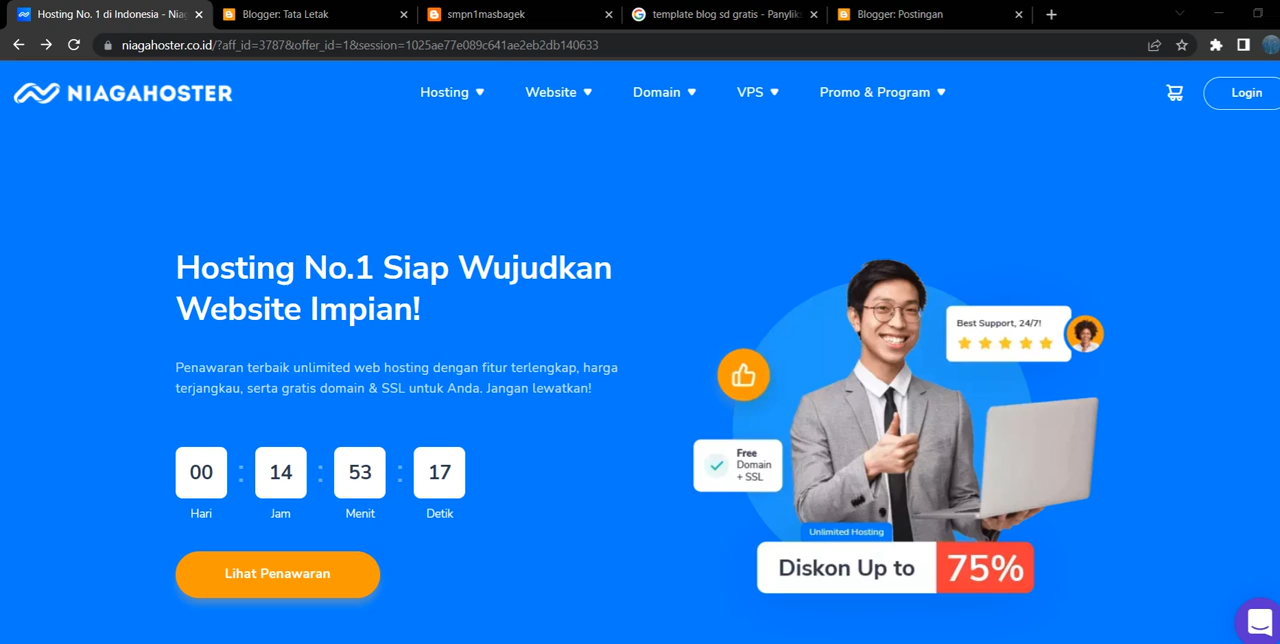 Hosting No. 1 di Indonesia - Niag
Blogger: Tata Letak
smpn1masbagek
template blog sd gratis - Panylik
Blogger: Postingan
niagahoster.co.id/?aff_id=3787&offer_id=1&session=1025ae77e089c641ae2eb2db140633
NIAGAHOSTER
Hosting
Website
Domain
VPS
Promo & Program
Login
Hosting No.1 Siap Wujudkan
Website Impian!
Penawaran terbaik unlimited web hosting dengan fitur terlengkap, harga
terjangkau, serta gratis domain & SSL untuk Anda. Jangan lewatkan!
00 : 14 : 53 : 17
Hari Jam Menit Detik
Lihat Penawaran
Best Support, 24/7!
Free
Domain
+ SSL
Unlimited Hosting
Diskon Up to 75%